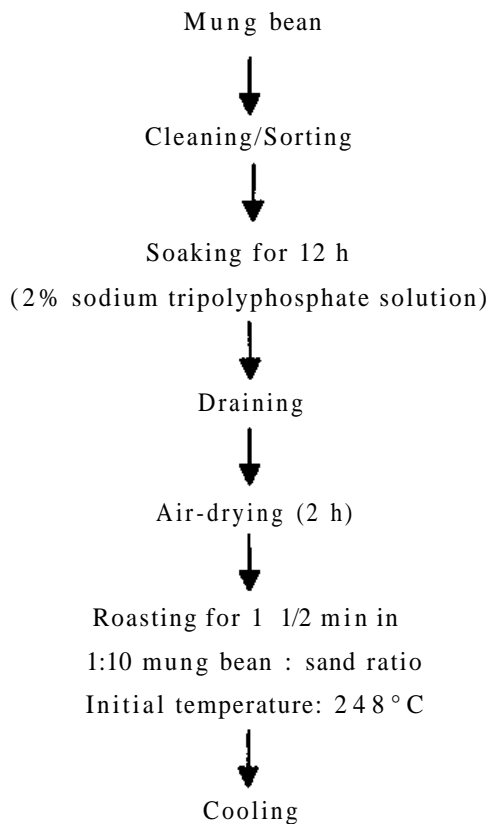 Mung bean
Cleaning/Sorting
Soaking for 12 h
(2% sodium tripolyphosphate solution)
Draining
Air-drying (2 h)
Roasting for 1 1/2 min in
1:10 mung bean : sand ratio
Initial temperature: 248°C
Cooling